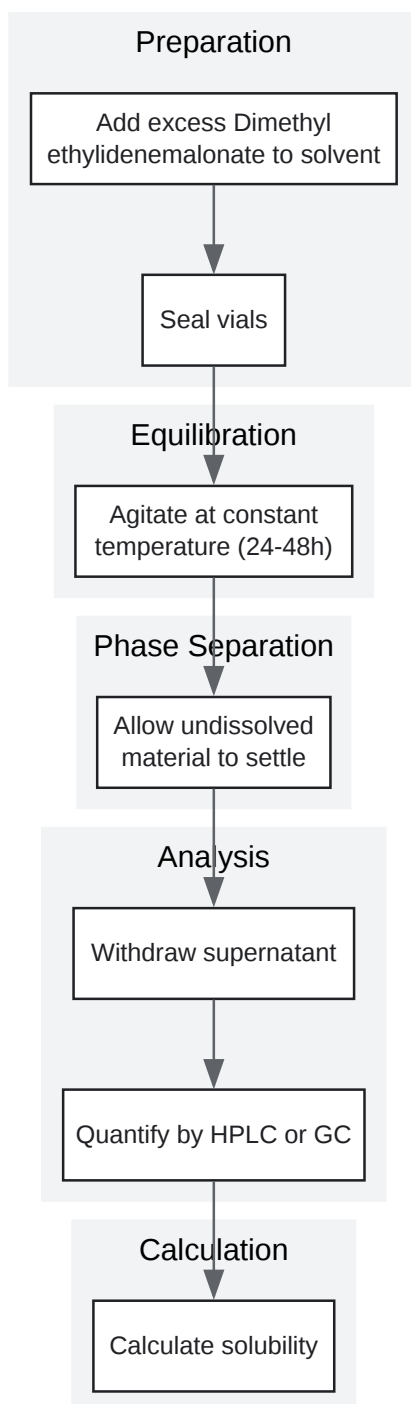 Preparation
Add excess Dimethyl
ethylidenemalonate to solvent
Seal vials
Equilibration
Agitate at constant
temperature (24-48h)
Phase Separation
Allow undissolved
material to settle
Analysis
Withdraw supernatant
Quantify by HPLC or GC
Calculation
Calculate solubility